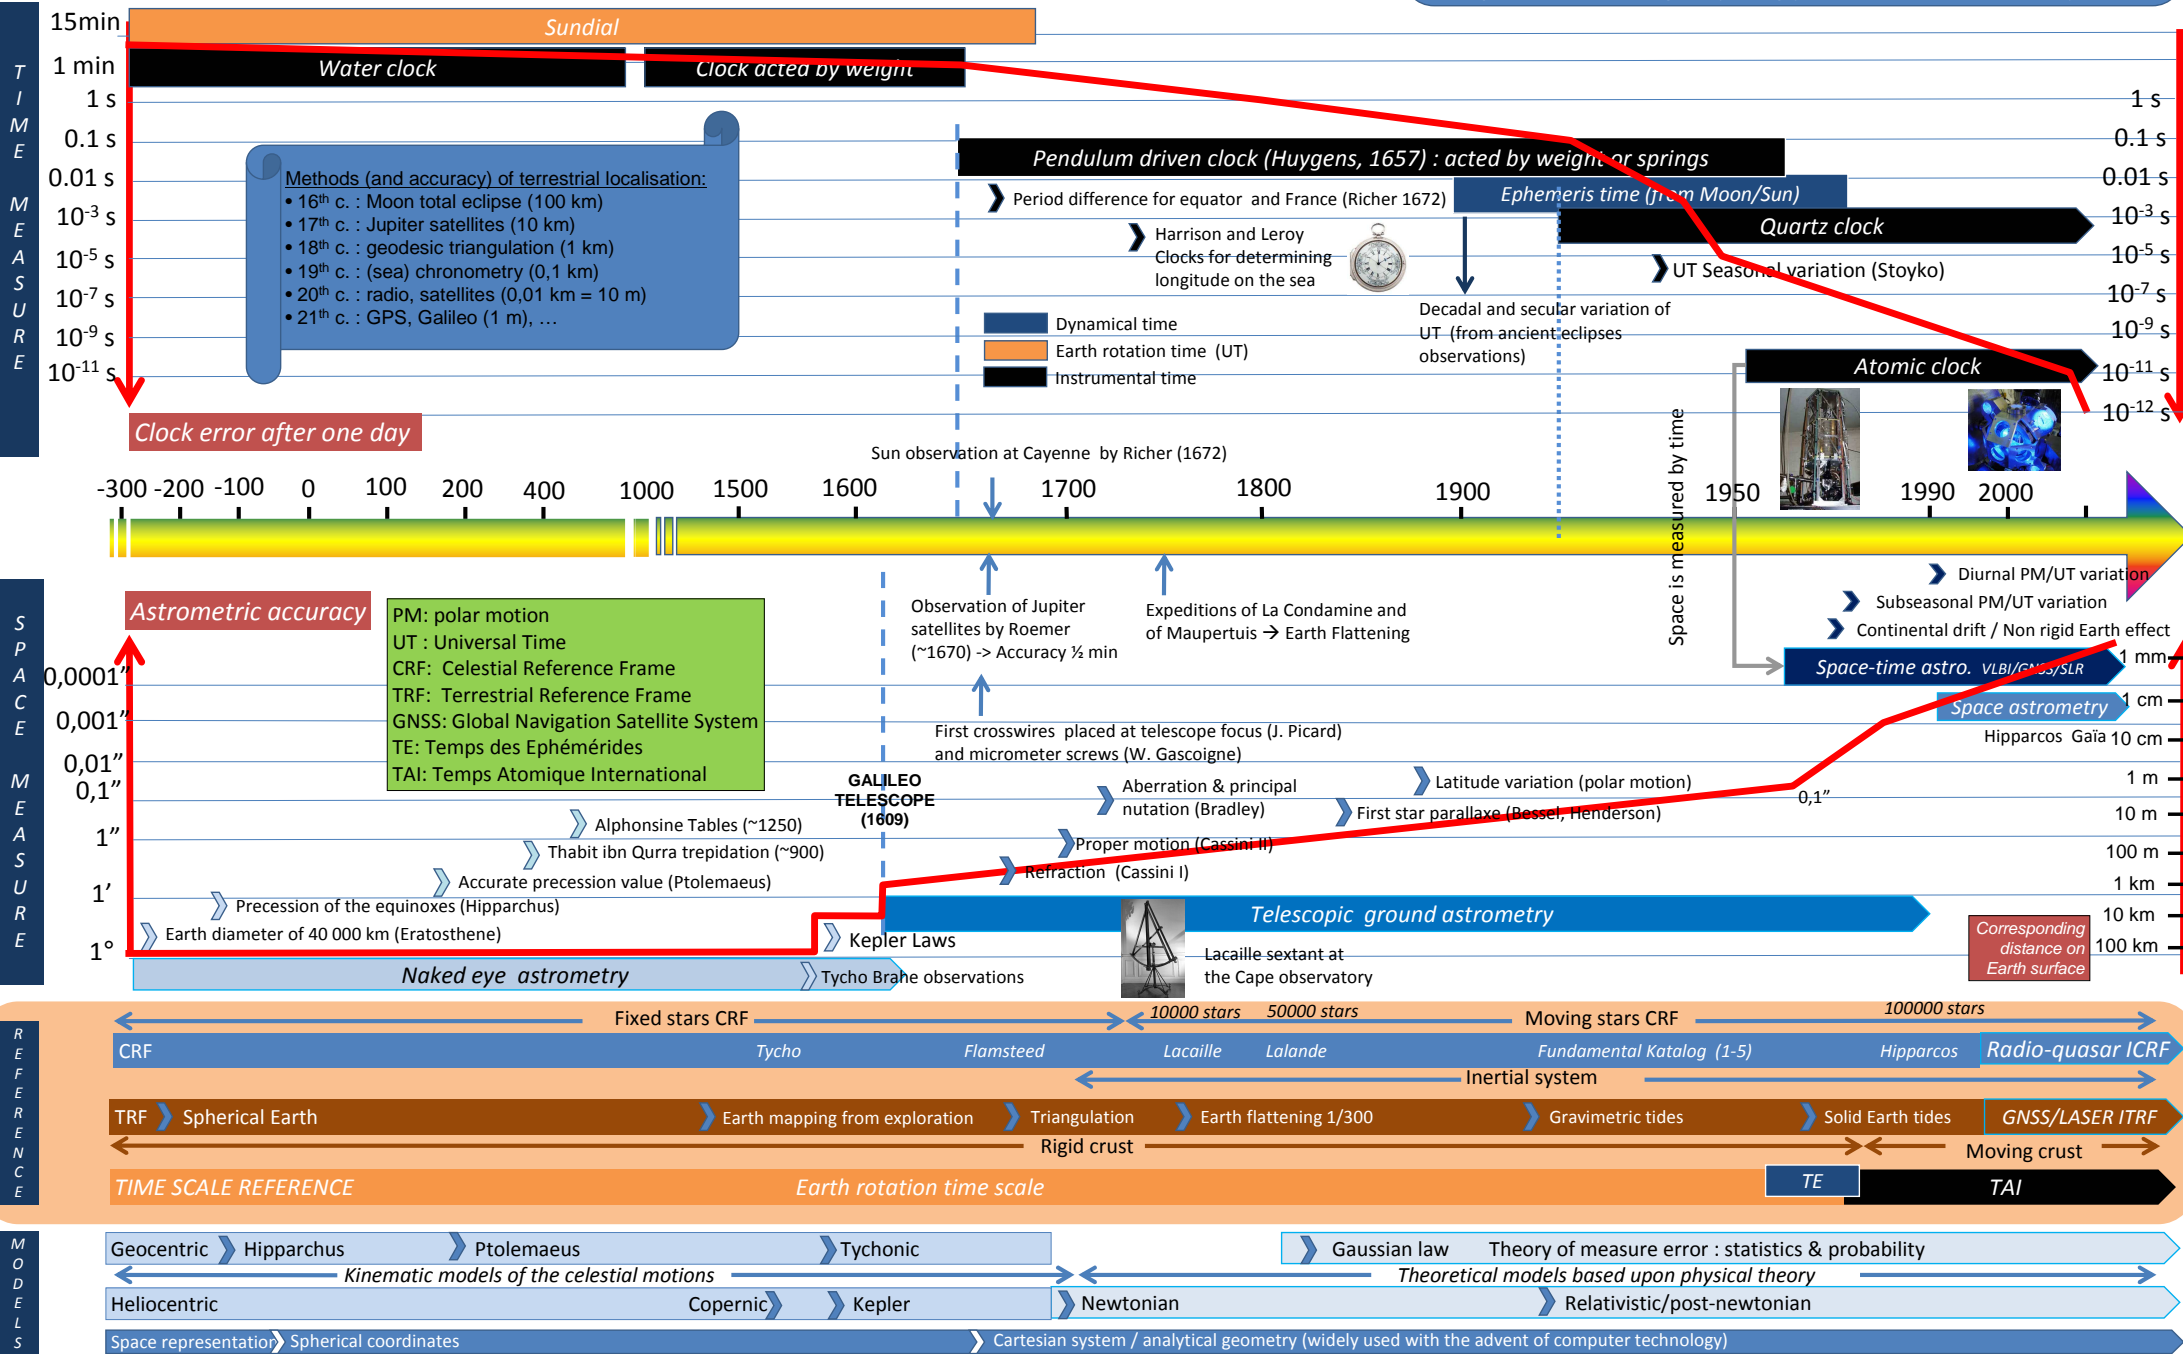 TIME MEASURE
15min
1 min
1 s
0.1 s
0.01 s
10-3 s
10-5 s
10-7 s
10-9 s
10-11 s
Sundial
Water clock
Clock acted by weight
Methods (and accuracy) of terrestrial localisation:
• 16th c. : Moon total eclipse (100 km)
• 17th c. : Jupiter satellites (10 km)
• 18th c. : geodesic triangulation (1 km)
• 19th c. : (sea) chronometry (0,1 km)
• 20th c. : radio, satellites (0,01 km = 10 m)
• 21th c. : GPS, Galileo (1 m), …
Pendulum driven clock (Huygens, 1657) : acted by weight or springs
Period difference for equator and France (Richer 1672)
Ephemeris time (from Moon/Sun)
Quartz clock
Harrison and Leroy
Clocks for determining
longitude on the sea
UT Seasonal variation (Stoyko)
Decadal and secular variation of
UT (from ancient eclipses
observations)
Dynamical time
Earth rotation time (UT)
Instrumental time
Atomic clock
1 s
0.1 s
0.01 s
10-3 s
10-5 s
10-7 s
10-9 s
10-11 s
10-12 s
Clock error after one day
Sun observation at Cayenne by Richer (1672)
Space is measured by time
-300 -200 -100 0 100 200 400 1000 1500 1600 1700 1800 1900 1950 1990 2000
SPACE MEASURE
Astrometric accuracy
0,0001”
0,001”
0,01”
0,1”
1”
1’
1°
PM: polar motion
UT : Universal Time
CRF: Celestial Reference Frame
TRF: Terrestrial Reference Frame
GNSS: Global Navigation Satellite System
TE: Temps des Ephémérides
TAI: Temps Atomique International
Observation of Jupiter
satellites by Roemer
(~1670) -> Accuracy ½ min
Expeditions of La Condamine and
of Maupertuis → Earth Flattening
Diurnal PM/UT variation
Subseasonal PM/UT variation
Continental drift / Non rigid Earth effect
Space-time astro. VLBI/GNSS/SLR
Space astrometry
Hipparcos Gaïa
1 mm
1 cm
10 cm
1 m
10 m
100 m
1 km
10 km
100 km
First crosswires placed at telescope focus (J. Picard)
and micrometer screws (W. Gascoigne)
GALILEO
TELESCOPE
(1609)
Aberration & principal
nutation (Bradley)
Latitude variation (polar motion)
0,1”
First star parallaxe (Bessel, Henderson)
Alphonsine Tables (~1250)
Thabit ibn Qurra trepidation (~900)
Proper motion (Cassini II)
Refraction (Cassini I)
Accurate precession value (Ptolemaeus)
Precession of the equinoxes (Hipparchus)
Earth diameter of 40 000 km (Eratosthene)
Telescopic ground astrometry
Kepler Laws
Naked eye astrometry
Tycho Brahe observations
Lacaille sextant at
the Cape observatory
Corresponding
distance on
Earth surface
REFERENCE
Fixed stars CRF
10000 stars
50000 stars
Moving stars CRF
100000 stars
CRF
Tycho
Flamsteed
Lacaille
Lalande
Fundamental Katalog (1-5)
Hipparcos
Radio-quasar ICRF
Inertial system
TRF
Spherical Earth
Earth mapping from exploration
Triangulation
Earth flattening 1/300
Gravimetric tides
Solid Earth tides
GNSS/LASER ITRF
Rigid crust
Moving crust
TIME SCALE REFERENCE
Earth rotation time scale
TE
TAI
MODELS
Geocentric
Hipparchus
Ptolemaeus
Tychonic
Gaussian law
Theory of measure error : statistics & probability
Kinematic models of the celestial motions
Theoretical models based upon physical theory
Heliocentric
Copernic
Kepler
Newtonian
Relativistic/post-newtonian
Space representation
Spherical coordinates
Cartesian system / analytical geometry (widely used with the advent of computer technology)